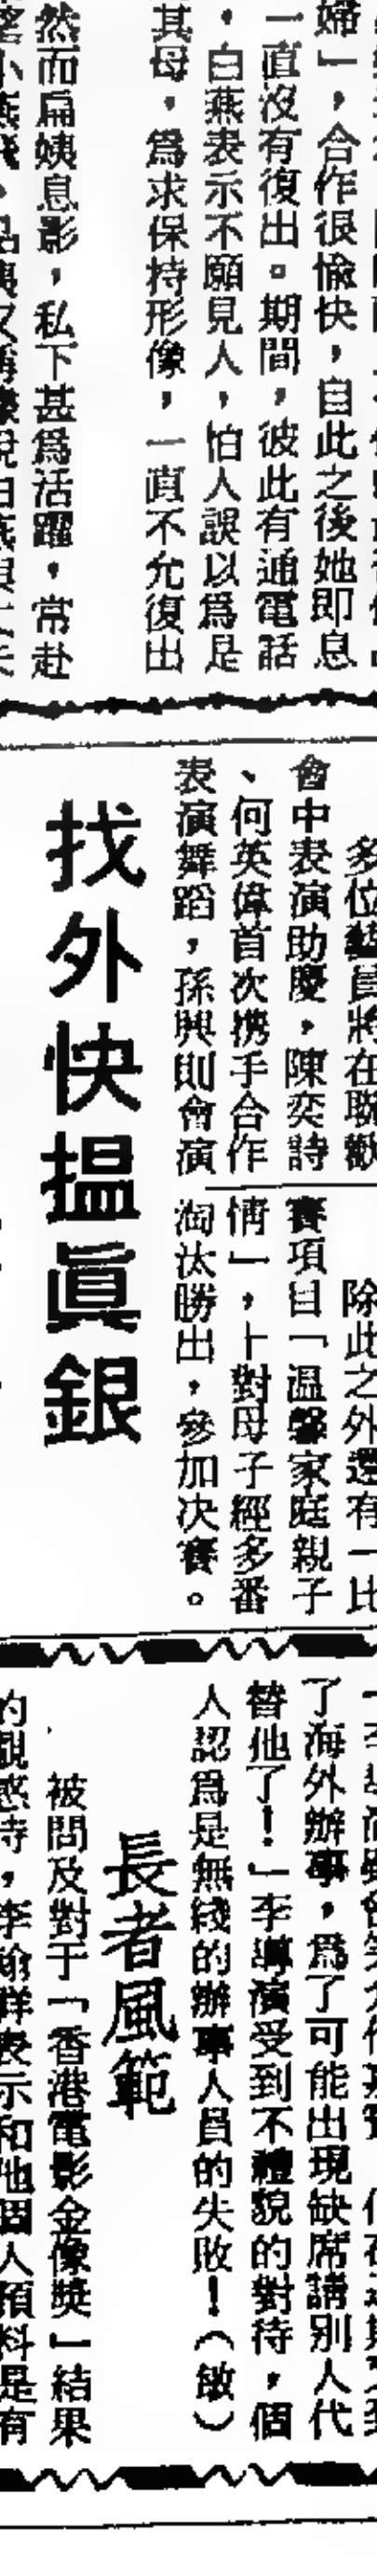 婦」，合作很愉快，自此之後她即息
一直沒有復出。期間，彼此有通電話
，白燕表示不願見人，怕人誤以爲是
其母，爲求保持形像，一直不允復出
然而扁姨息影，私下甚爲活躍，常赴
多位藝員將在聯歡
會中表演助慶，陳奕詩
、何英偉首次携手合作
表演舞蹈，孫興則會演
除此之外還有一比
賽項目「温馨家庭親子
情」，十對母子經多番
淘汰勝出，參加決賽。
找外快揾眞銀
了海外辦事，爲了可能出現缺席請別人代
替他了！」李導演受到不禮貌的對待，個
人認爲是無綫的辦事人員的失敗！（敏）
長者風範
被問及對于「香港電影金像獎」結果
的觀感時，李翰祥表示和他個人預料是有